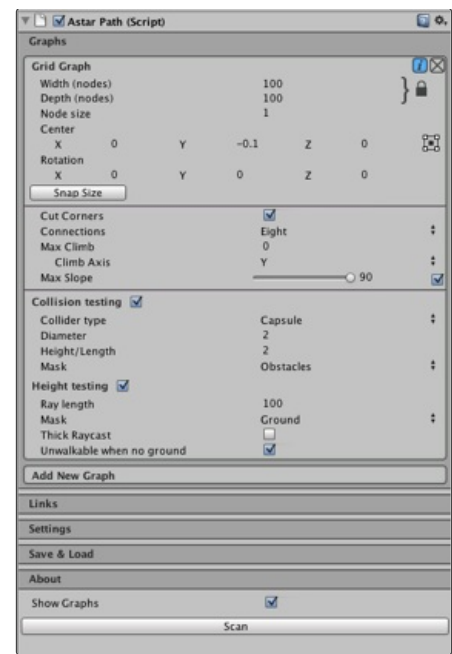 Astar Path (Script)
Graphs
Grid Graph
Width (nodes) 100
Depth (nodes) 100
Node size 1
Center
X 0 Y -0.1 Z 0
Rotation
X 0 Y 0 Z 0
Snap Size
Cut Corners
Connections Eight
Max Climb 0
Climb Axis Y
Max Slope 90
Collision testing
Collider type Capsule
Diameter 2
Height/Length 2
Mask Obstacles
Height testing
Ray length 100
Mask Ground
Thick Raycast
Unwalkable when no ground
Add New Graph
Links
Settings
Save & Load
About
Show Graphs
Scan